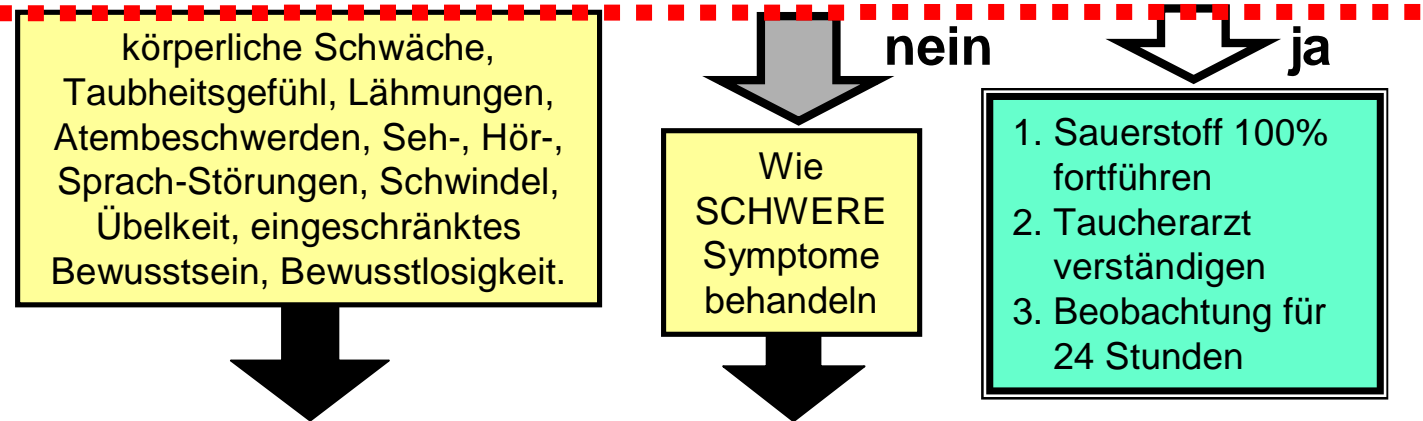 körperliche Schwäche,
Taubheitsgefühl, Lähmungen,
Atembeschwerden, Seh-, Hör-,
Sprach-Störungen, Schwindel,
Übelkeit, eingeschränktes
Bewusstsein, Bewusstlosigkeit.
nein
Wie
SCHWERE
Symptome
behandeln
ja
1. Sauerstoff 100%
fortführen
2. Taucherarzt
verständigen
3. Beobachtung für
24 Stunden